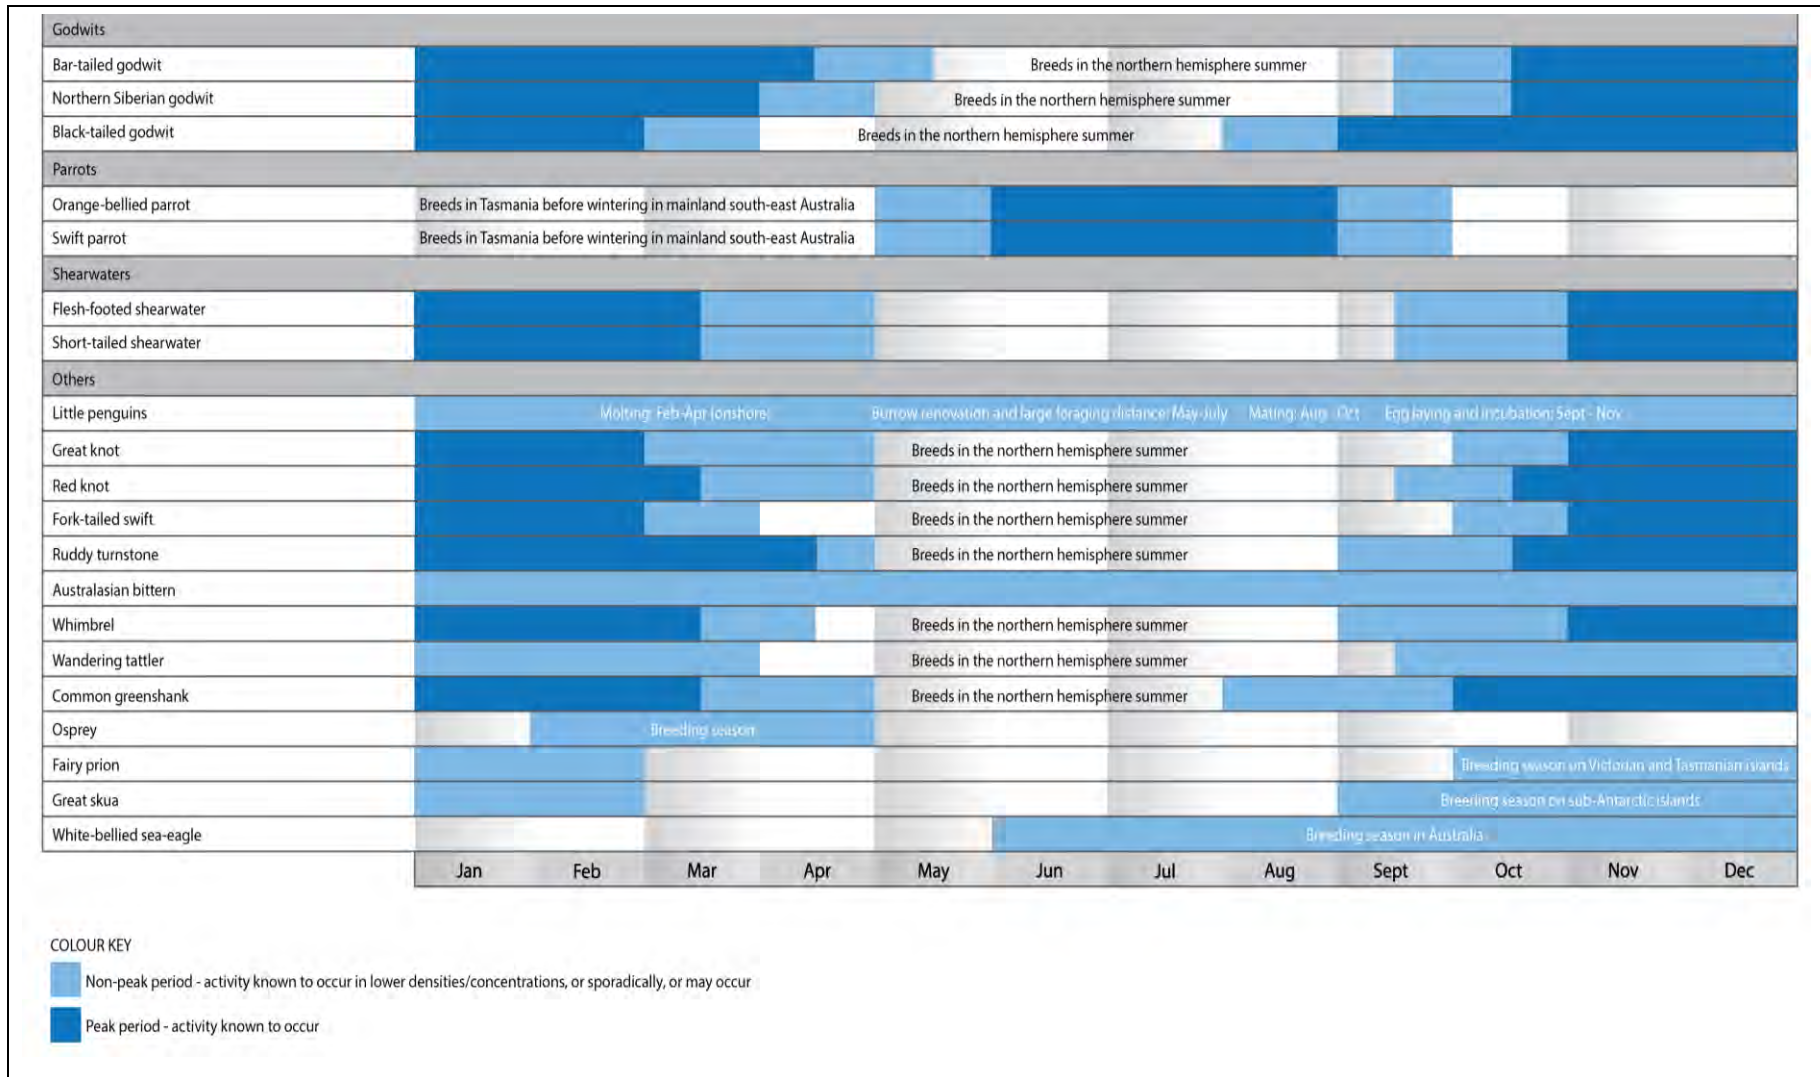 Godwits
Bar-tailed godwit Breeds in the northern hemisphere summer
Northern Siberian godwit Breeds in the northern hemisphere summer
Black-tailed godwit Breeds in the northern hemisphere summer
Parrots
Orange-bellied parrot Breeds in Tasmania before wintering in mainland south-east Australia
Swift parrot Breeds in Tasmania before wintering in mainland south-east Australia
Shearwaters
Flesh-footed shearwater
Short-tailed shearwater
Others
Little penguins Molting: Feb-Apr (onshore) Burrow renovation and large foraging distance: May-July Mating: Aug - Oct Egg laying and incubation: Sept - Nov
Great knot Breeds in the northern hemisphere summer
Red knot Breeds in the northern hemisphere summer
Fork-tailed swift Breeds in the northern hemisphere summer
Ruddy turnstone Breeds in the northern hemisphere summer
Australasian bittern
Whimbrel Breeds in the northern hemisphere summer
Wandering tattler Breeds in the northern hemisphere summer
Common greenshank Breeds in the northern hemisphere summer
Osprey Breeding season
Fairy prion Breeding season on Victorian and Tasmanian islands
Great skua Breeding season on sub-Antarctic islands
White-bellied sea-eagle Breeding season in Australia
Jan Feb Mar Apr May Jun Jul Aug Sept Oct Nov Dec
COLOUR KEY
Non-peak period - activity known to occur in lower densities/concentrations, or sporadically, or may occur
Peak period - activity known to occur